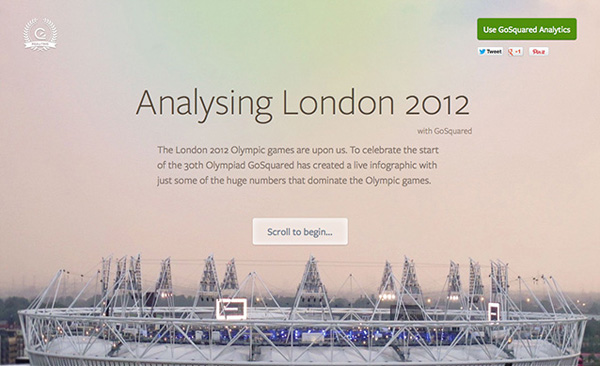 Use GoSquared Analytics
Tweet
+1
Pin it
Analysing London 2012
with GoSquared
The London 2012 Olympic games are upon us. To celebrate the start
of the 30th Olympiad GoSquared has created a live infographic with
just some of the huge numbers that dominate the Olympic games.
Scroll to begin...